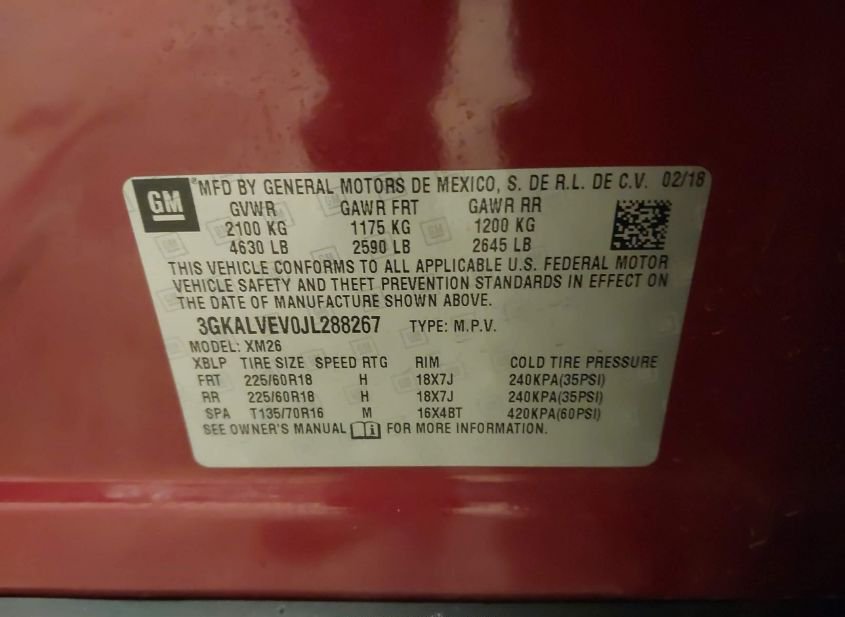 GM MFD BY GENERAL MOTORS DE MEXICO, S. DE R.L. DE C.V. 02/18
GVWR GAWR FRT GAWR RR
2100 KG 1175 KG 1200 KG
4630 LB 2590 LB 2645 LB
THIS VEHICLE CONFORMS TO ALL APPLICABLE U.S. FEDERAL MOTOR
VEHICLE SAFETY AND THEFT PREVENTION STANDARDS IN EFFECT ON
THE DATE OF MANUFACTURE SHOWN ABOVE.
3GKALVEV0JL288267 TYPE: M.P.V.
MODEL: XM26
XBLP TIRE SIZE SPEED RTG RIM COLD TIRE PRESSURE
FRT 225/60R18 H 18X7J 240KPA(35PSI)
RR 225/60R18 H 18X7J 240KPA(35PSI)
SPA T135/70R16 M 16X4BT 420KPA(60PSI)
SEE OWNER'S MANUAL FOR MORE INFORMATION.